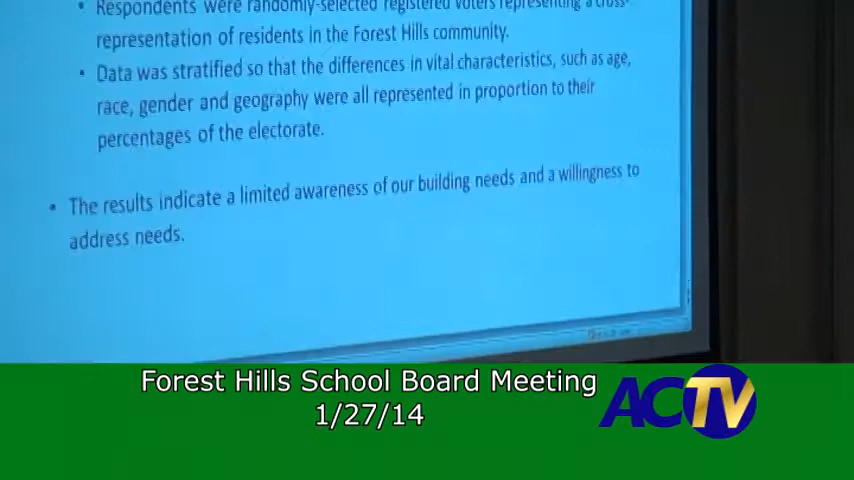 • Respondents were randomly-selected registered voters representing a cross-
representation of residents in the Forest Hills community.
• Data was stratified so that the differences in vital characteristics, such as age,
race, gender and geography were all represented in proportion to their
percentages of the electorate.
• The results indicate a limited awareness of our building needs and a willingness to
address needs.
Forest Hills School Board Meeting
1/27/14
ACTV